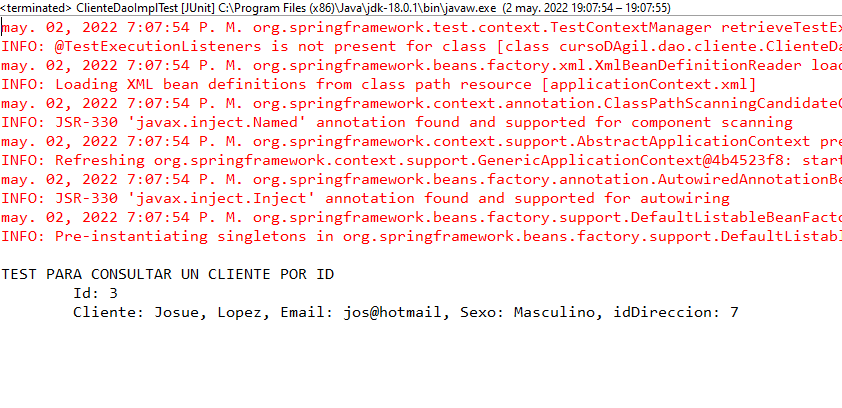 <terminated> ClienteDaoImplTest [JUnit] C:\Program Files (x86)\Java\jdk-18.0.1\bin\javaw.exe (2 may. 2022 19:07:54 – 19:07:55)
may. 02, 2022 7:07:54 P. M. org.springframework.test.context.TestContextManager retrieveTestEx
INFO: @TestExecutionListeners is not present for class [class cursoDAgil.dao.cliente.ClienteDa
may. 02, 2022 7:07:54 P. M. org.springframework.beans.factory.xml.XmlBeanDefinitionReader load
INFO: Loading XML bean definitions from class path resource [applicationContext.xml]
may. 02, 2022 7:07:54 P. M. org.springframework.context.annotation.ClassPathScanningCandidateC
INFO: JSR-330 'javax.inject.Named' annotation found and supported for component scanning
may. 02, 2022 7:07:54 P. M. org.springframework.context.support.AbstractApplicationContext pre
INFO: Refreshing org.springframework.context.support.GenericApplicationContext@4b4523f8: start
may. 02, 2022 7:07:54 P. M. org.springframework.beans.factory.annotation.AutowiredAnnotationBe
INFO: JSR-330 'javax.inject.Inject' annotation found and supported for autowiring
may. 02, 2022 7:07:54 P. M. org.springframework.beans.factory.support.DefaultListableBeanFacto
INFO: Pre-instantiating singletons in org.springframework.beans.factory.support.DefaultListabl
TEST PARA CONSULTAR UN CLIENTE POR ID
Id: 3
Cliente: Josue, Lopez, Email: jos@hotmail, Sexo: Masculino, idDireccion: 7